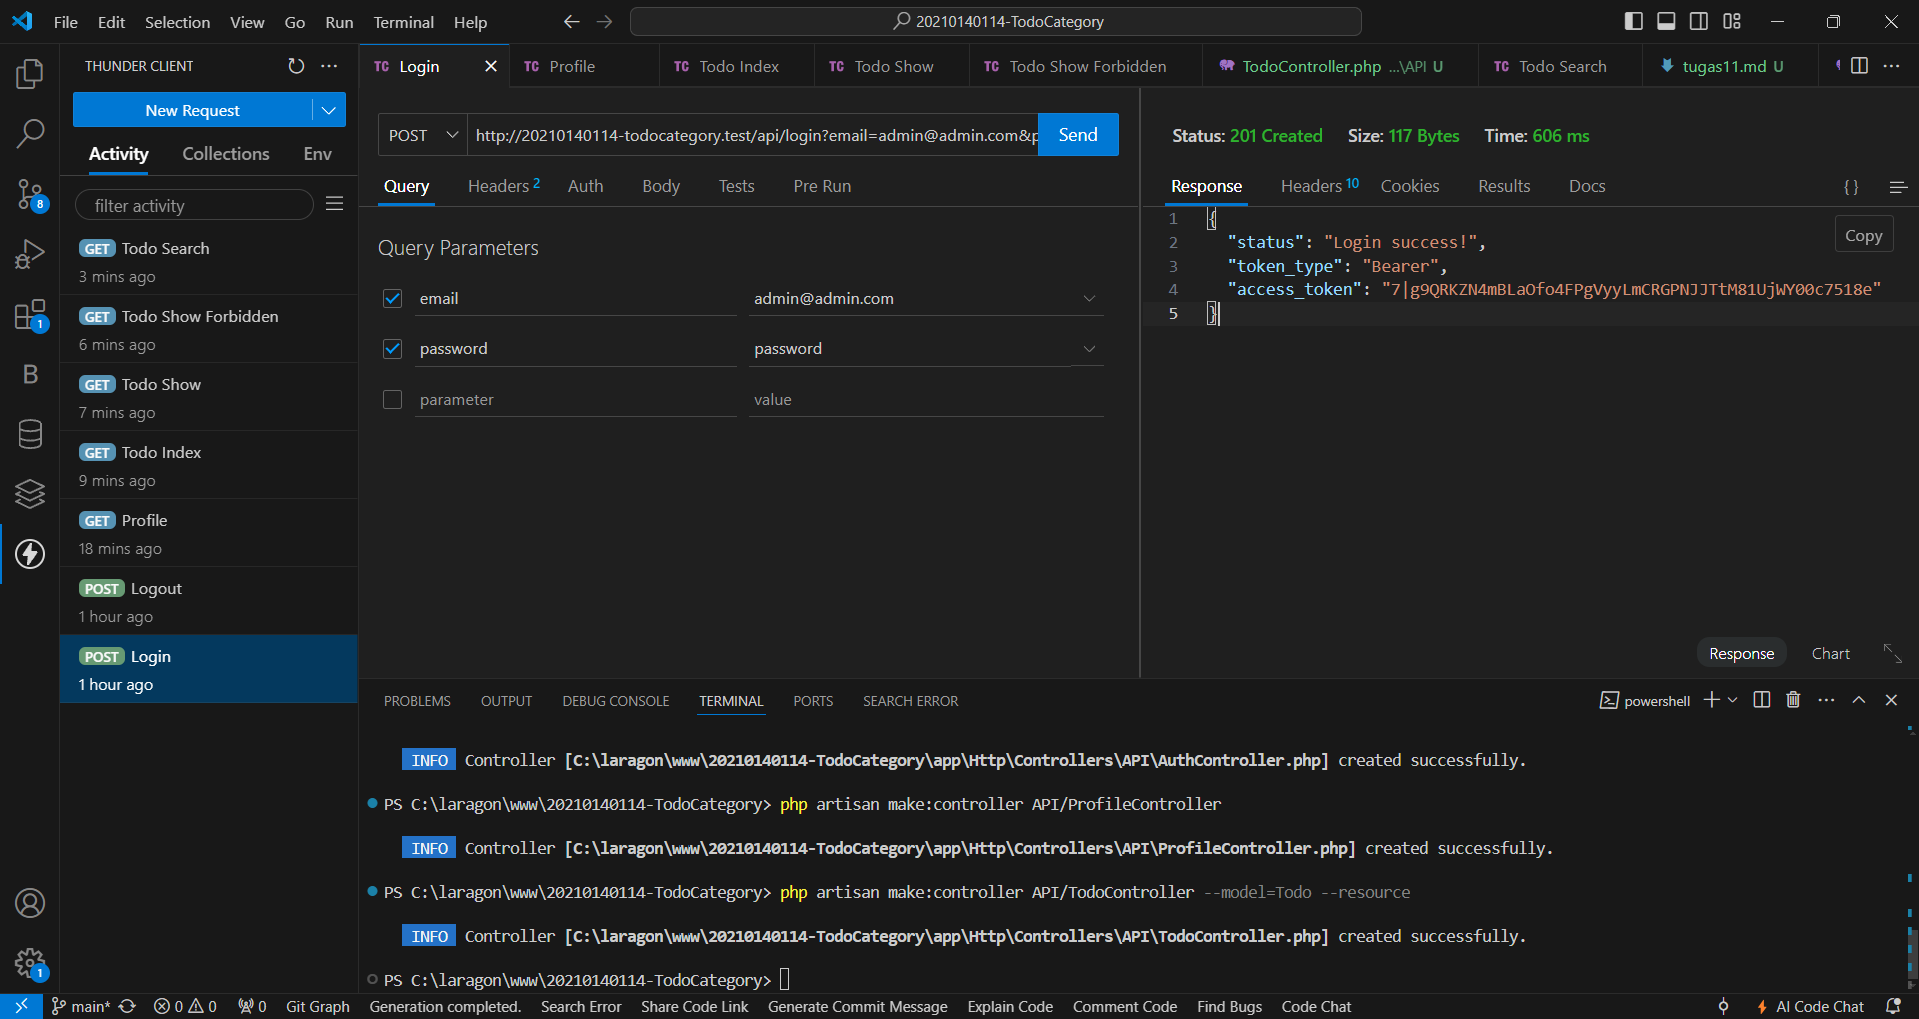 File Edit Selection View Go Run Terminal Help
20210140114-TodoCategory
THUNDER CLIENT
New Request
Activity Collections Env
filter activity
GET Todo Search
3 mins ago
GET Todo Show Forbidden
6 mins ago
GET Todo Show
7 mins ago
GET Todo Index
9 mins ago
GET Profile
18 mins ago
POST Logout
1 hour ago
POST Login
1 hour ago
8
1
B
1
TC Login TC Profile TC Todo Index TC Todo Show TC Todo Show Forbidden TodoController.php ...\API U TC Todo Search tugas11.md U
POST http://20210140114-todocategory.test/api/login?email=admin@admin.com&p Send
Query Headers 2 Auth Body Tests Pre Run
Query Parameters
email admin@admin.com
password password
parameter value
Status: 201 Created Size: 117 Bytes Time: 606 ms
Response Headers 10 Cookies Results Docs { }
Copy
1 {
2 "status": "Login success!",
3 "token_type": "Bearer",
4 "access_token": "7|g9QRKZN4mBLaOfo4FPgVyyLmCRGPNJJTtM81UjWY00c7518e"
5 }
Response Chart
PROBLEMS OUTPUT DEBUG CONSOLE TERMINAL PORTS SEARCH ERROR powershell
INFO Controller [C:\laragon\www\20210140114-TodoCategory\app\Http\Controllers\API\AuthController.php] created successfully.
PS C:\laragon\www\20210140114-TodoCategory> php artisan make:controller API/ProfileController
INFO Controller [C:\laragon\www\20210140114-TodoCategory\app\Http\Controllers\API\ProfileController.php] created successfully.
PS C:\laragon\www\20210140114-TodoCategory> php artisan make:controller API/TodoController --model=Todo --resource
INFO Controller [C:\laragon\www\20210140114-TodoCategory\app\Http\Controllers\API\TodoController.php] created successfully.
PS C:\laragon\www\20210140114-TodoCategory>
main* 0 0 0 Git Graph Generation completed. Search Error Share Code Link Generate Commit Message Explain Code Comment Code Find Bugs Code Chat AI Code Chat